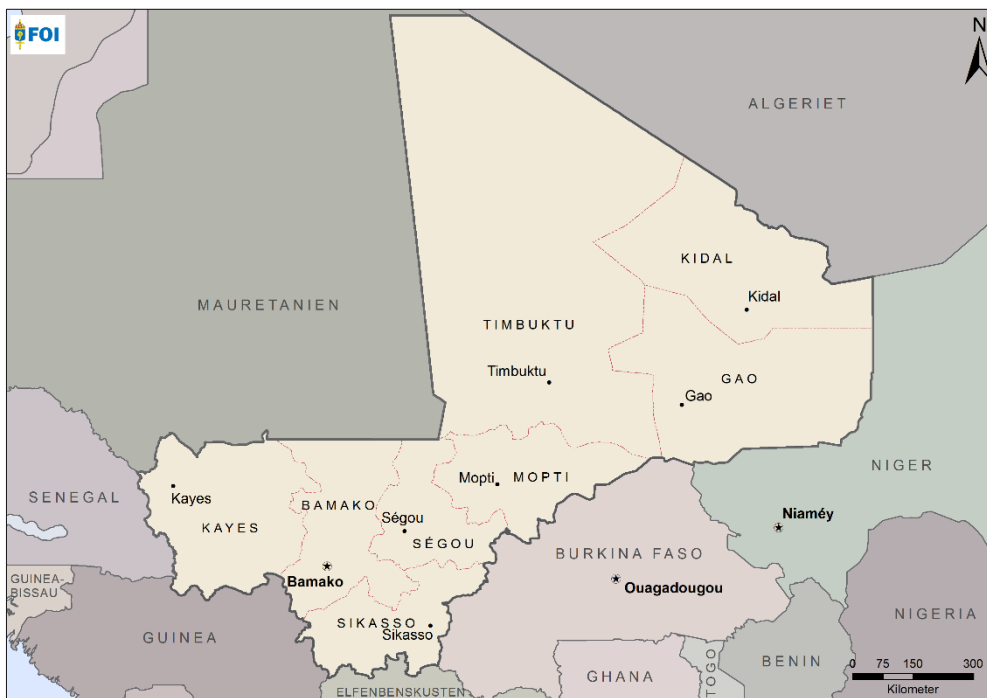 FOI
N
ALGERIET
MAURETANIEN
KIDAL
Kidal
TIMBUKTU
Timbuktu
GAO
Gao
Mopti
MOPTI
NIGER
SENEGAL
Kayes
KAYES
BAMAKO
Ségou
SÉGOU
Niaméy
BURKINA FASO
Bamako
Ouagadougou
GUINEA-
BISSAU
GUINEA
SIKASSO
Sikasso
NIGERIA
GHANA
TOGO
BENIN
0 75 150 300
Kilometer
ELFENBENSKUSTEN